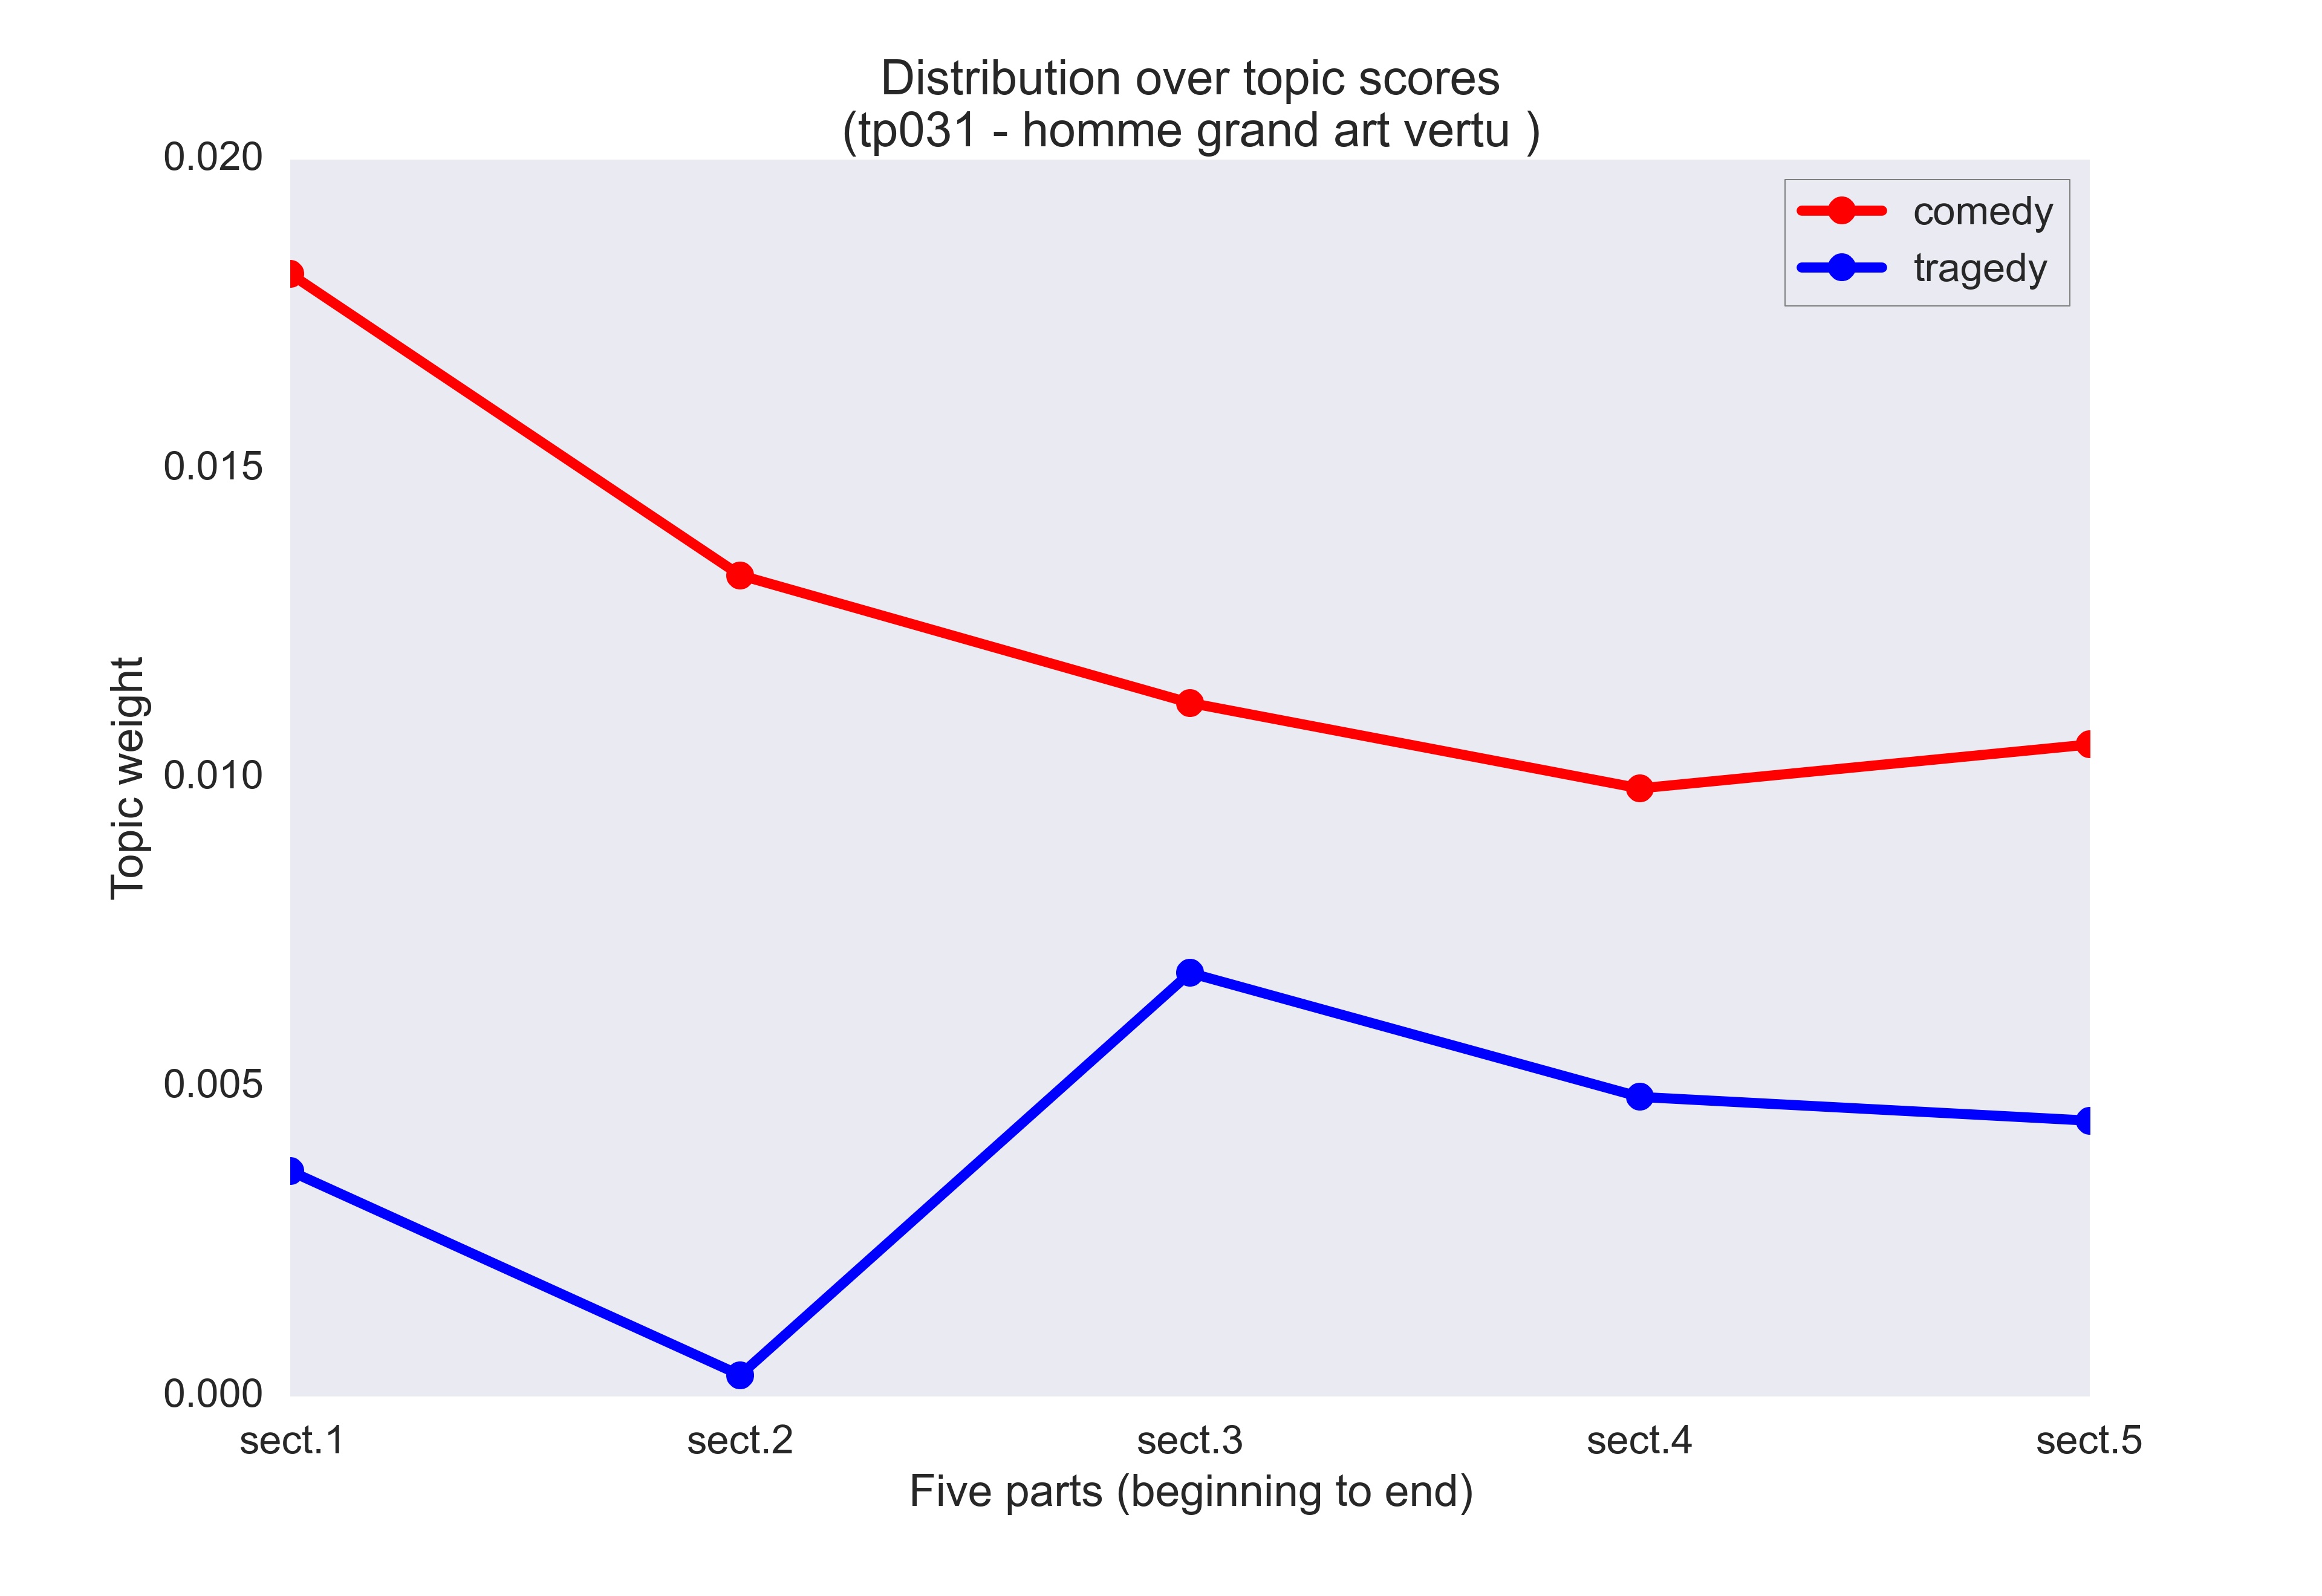 Distribution over topic scores
(tp031 - homme grand art vertu )
0.020
0.015
0.010
0.005
0.000
Topic weight
comedy
tragedy
sect.1
sect.2
sect.3
sect.4
sect.5
Five parts (beginning to end)